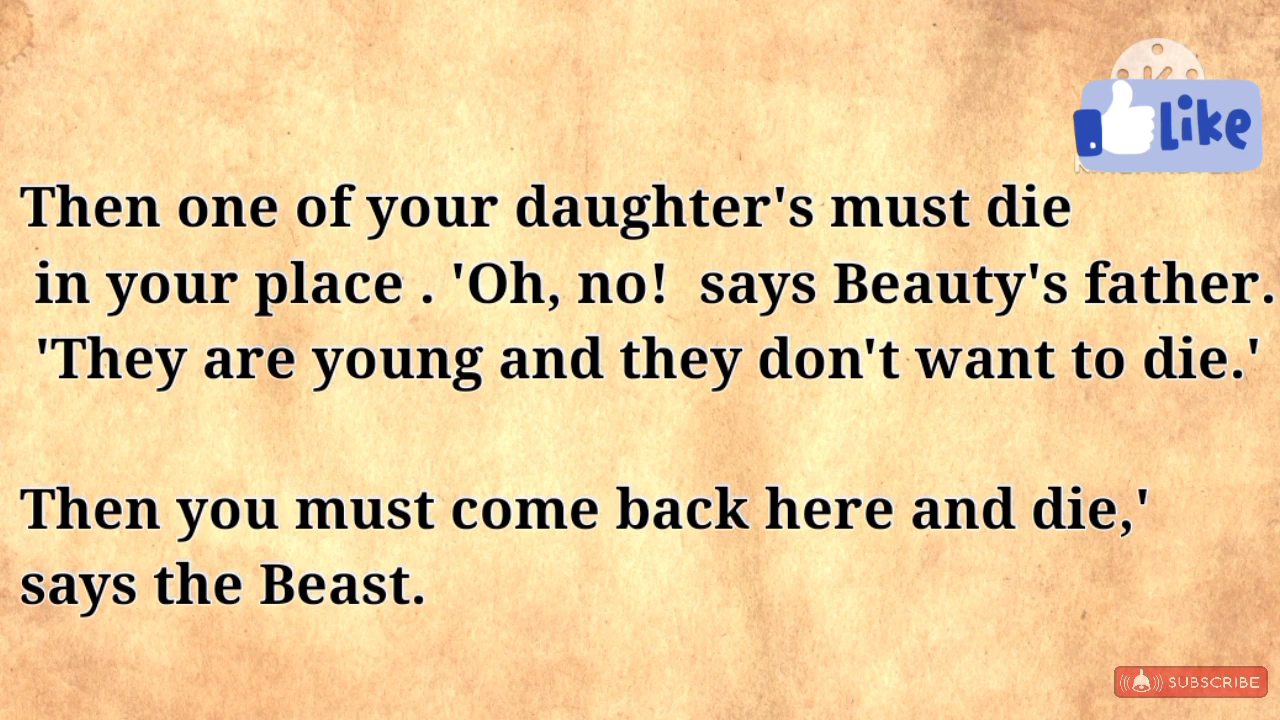 Like
Then one of your daughter's must die
in your place . 'Oh, no!  says Beauty's father.
'They are young and they don't want to die.'
Then you must come back here and die,'
says the Beast.
SUBSCRIBE